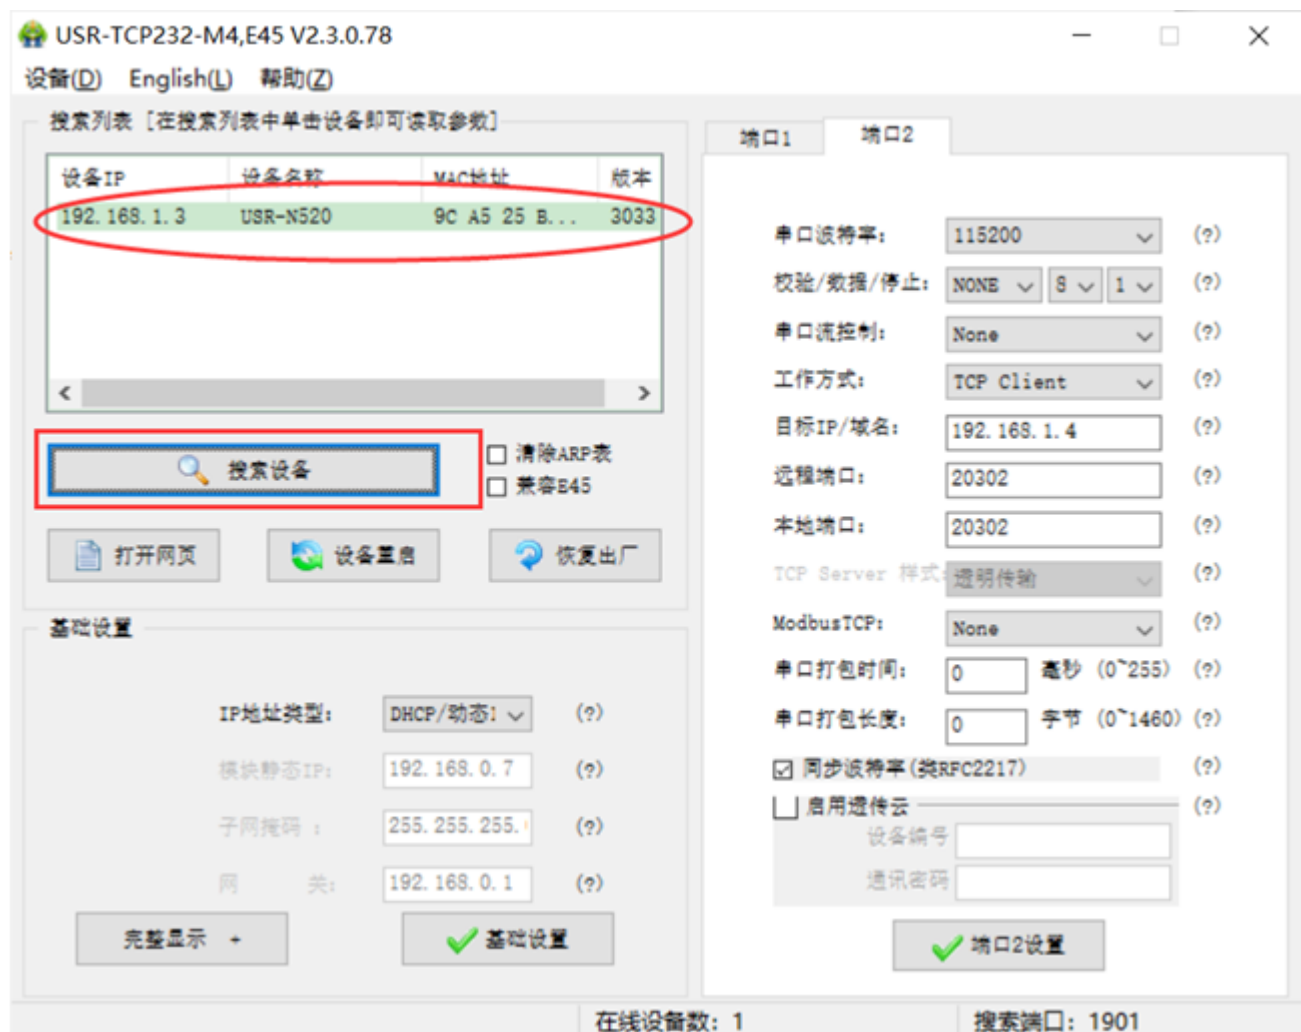 USR-TCP232-M4,E45 V2.3.0.78
设备(D) English(L) 帮助(Z)
搜索列表 [在搜索列表中单击设备即可读取参数]
设备IP 设备名称 MAC地址 版本
192.168.1.3 USR-N520 9C A5 25 B... 3033
搜索设备
清除ARP表
兼容E45
打开网页 设备重启 恢复出厂
基础设置
IP地址类型: DHCP/动态I (?)
模块静态IP: 192.168.0.7 (?)
子网掩码 : 255.255.255. (?)
网 关: 192.168.0.1 (?)
完整显示 + 基础设置
端口1 端口2
串口波特率: 115200 (?)
校验/数据/停止: NONE 8 1 (?)
串口流控制: None (?)
工作方式: TCP Client (?)
目标IP/域名: 192.168.1.4 (?)
远程端口: 20302 (?)
本地端口: 20302 (?)
TCP Server 样式: 透明传输 (?)
ModbusTCP: None (?)
串口打包时间: 0 毫秒 (0~255) (?)
串口打包长度: 0 字节 (0~1460) (?)
同步波特率(类RFC2217) (?)
启用透传云 (?)
设备编号
通讯密码
端口2设置
在线设备数: 1 搜索端口: 1901